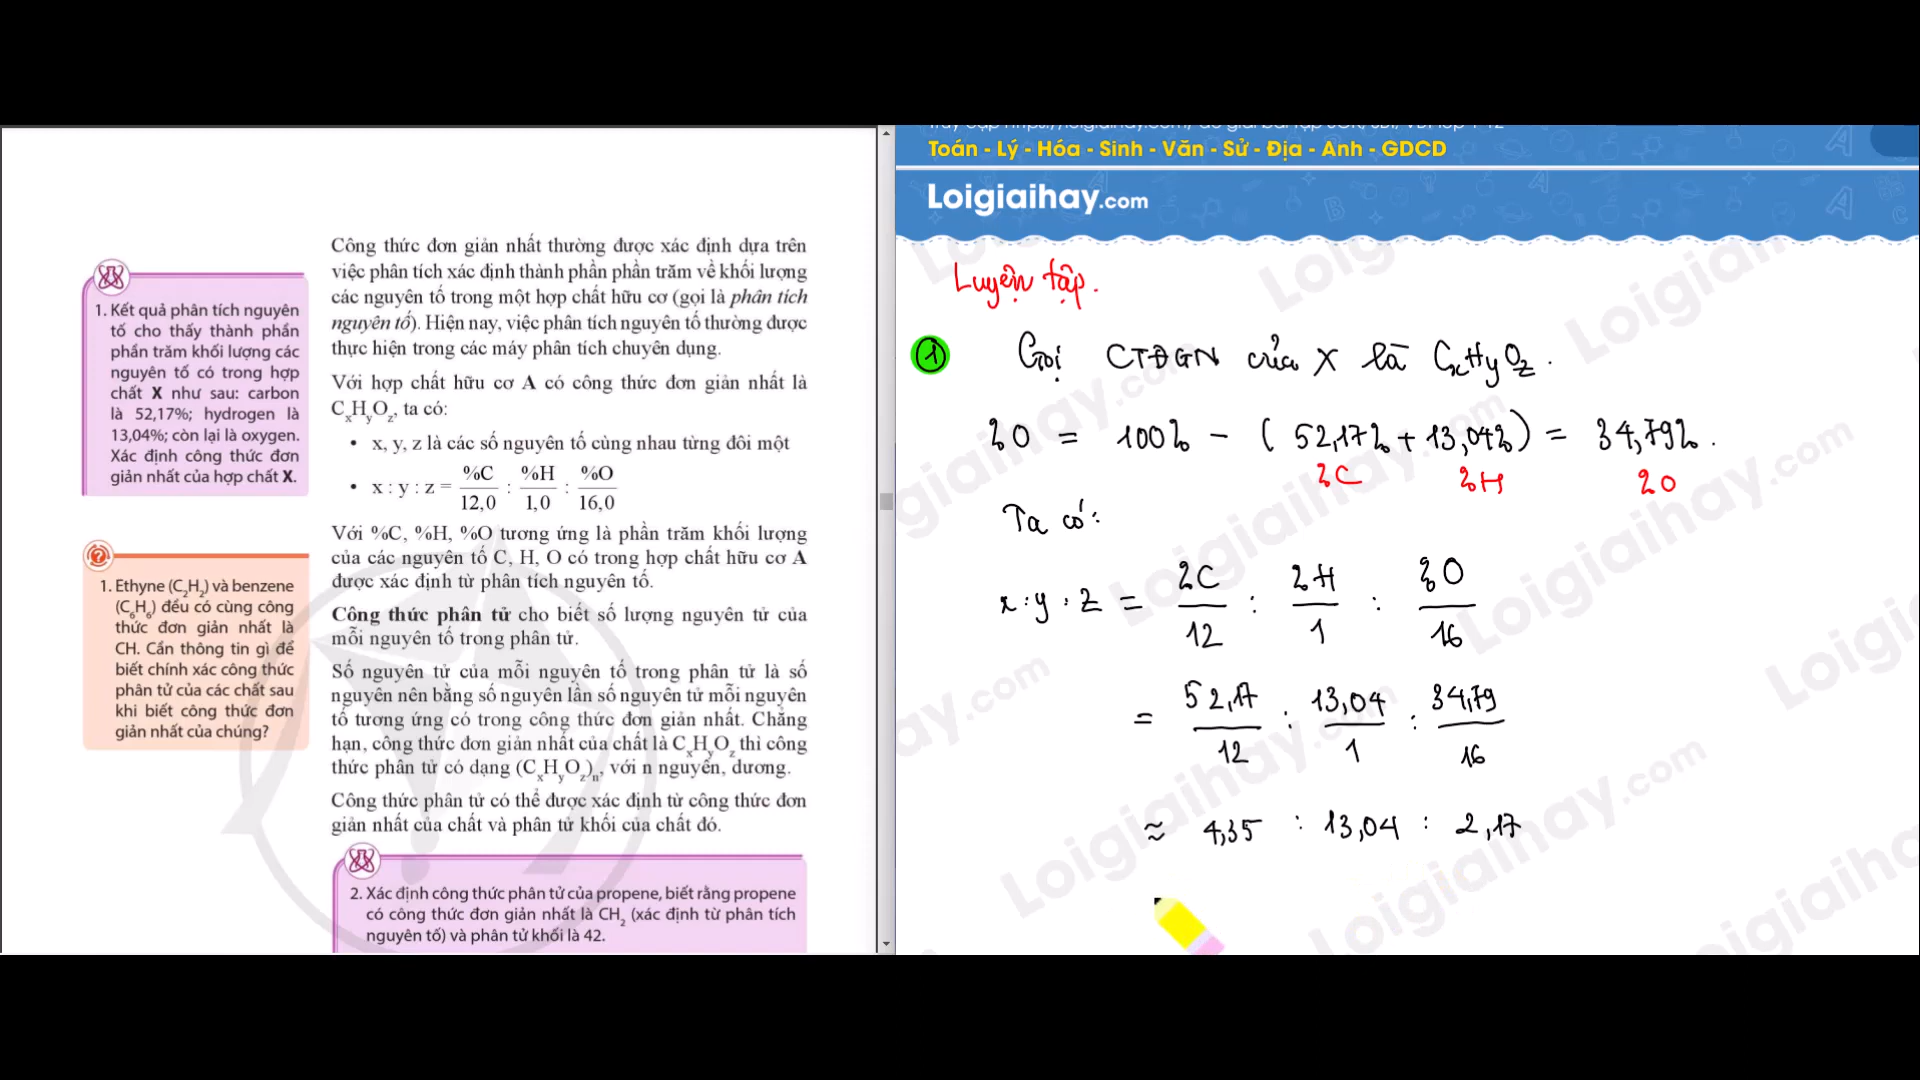 Công thức đơn giản nhất thường được xác định dựa trên
việc phân tích xác định thành phần phần trăm về khối lượng
các nguyên tố trong một hợp chất hữu cơ (gọi là phân tích
nguyên tố). Hiện nay, việc phân tích nguyên tố thường được
thực hiện trong các máy phân tích chuyên dụng.
Với hợp chất hữu cơ A có công thức đơn giản nhất là
CxHyOz, ta có:
• x, y, z là các số nguyên tố cùng nhau từng đôi một
• x : y : z = %C/12,0 : %H/1,0 : %O/16,0
Với %C, %H, %O tương ứng là phần trăm khối lượng
của các nguyên tố C, H, O có trong hợp chất hữu cơ A
được xác định từ phân tích nguyên tố.
Công thức phân tử cho biết số lượng nguyên tử của
mỗi nguyên tố trong phân tử.
Số nguyên tử của mỗi nguyên tố trong phân tử là số
nguyên nên bằng số nguyên lần số nguyên tử mỗi nguyên
tố tương ứng có trong công thức đơn giản nhất. Chẳng
hạn, công thức đơn giản nhất của chất là CxHyOz thì công
thức phân tử có dạng (CxHyOz)n, với n nguyên, dương.
Công thức phân tử có thể được xác định từ công thức đơn
giản nhất của chất và phân tử khối của chất đó.
1. Kết quả phân tích nguyên
tố cho thấy thành phần
phần trăm khối lượng các
nguyên tố có trong hợp
chất X như sau: carbon
là 52,17%; hydrogen là
13,04%; còn lại là oxygen.
Xác định công thức đơn
giản nhất của hợp chất X.
1. Ethyne (C₂H₂) và benzene
(C₆H₆) đều có cùng công
thức đơn giản nhất là
CH. Cần thông tin gì để
biết chính xác công thức
phân tử của các chất sau
khi biết công thức đơn
giản nhất của chúng?
2. Xác định công thức phân tử của propene, biết rằng propene
có công thức đơn giản nhất là CH₂ (xác định từ phân tích
nguyên tố) và phân tử khối là 42.
Toán - Lý - Hóa - Sinh - Văn - Sử - Địa - Anh - GDCD
Loigiaihay.com
Luyện tập.
1 Gọi CTĐGN của X là CxHyOz.
%O = 100% - (52,17% + 13,04%) = 34,79%.
%C %H %O
Ta có:
x : y : z = %C/12 : %H/1 : %O/16
= 52,17/12 : 13,04/1 : 34,79/16
≈ 4,35 : 13,04 : 2,17